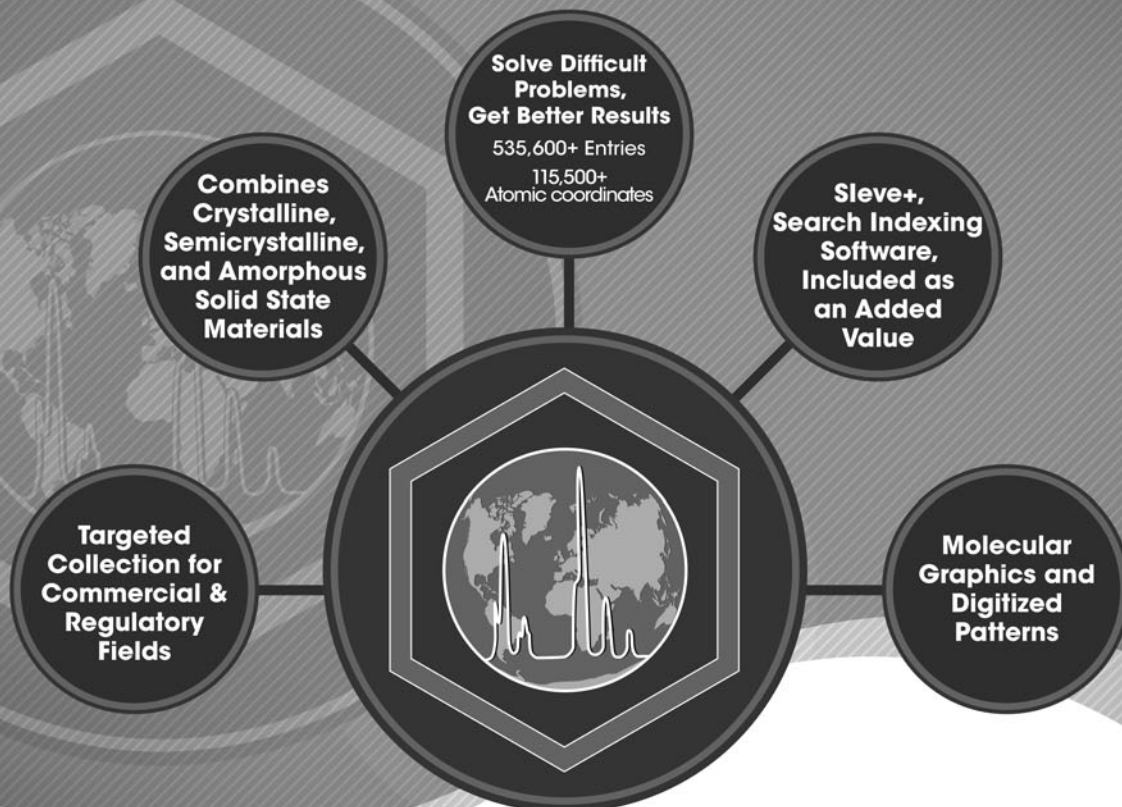 Solve Difficult
Problems,
Get Better Results
535,600+ Entries
115,500+
Atomic coordinates
Combines
Crystalline,
Semicrystalline,
and Amorphous
Solid State
Materials
SIeve+,
Search Indexing
Software,
Included as
an Added
Value
Targeted
Collection for
Commercial &
Regulatory
Fields
Molecular
Graphics and
Digitized
Patterns